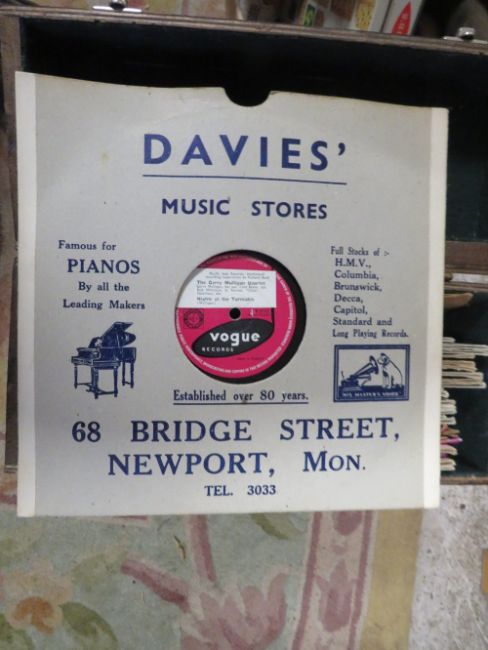 DAVIES'
MUSIC STORES
Famous for
PIANOS
By all the
Leading Makers
Full Stocks of :-
H.M.V.,
Columbia,
Brunswick,
Decca,
Capitol,
Standard and
Long Playing Records.
The Gerry Mulligan Quartet
Nights at the Turntable
vogue
RECORDS
"HIS MASTER'S VOICE"
Established over 80 years.
68 BRIDGE STREET,
NEWPORT, MON.
TEL. 3033